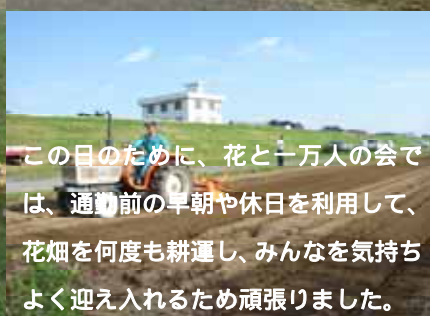 この日のために、花と一万人の会で
は、通勤前の早朝や休日を利用して、
花畑を何度も耕運し、みんなを気持ち
よく迎え入れるため頑張りました。